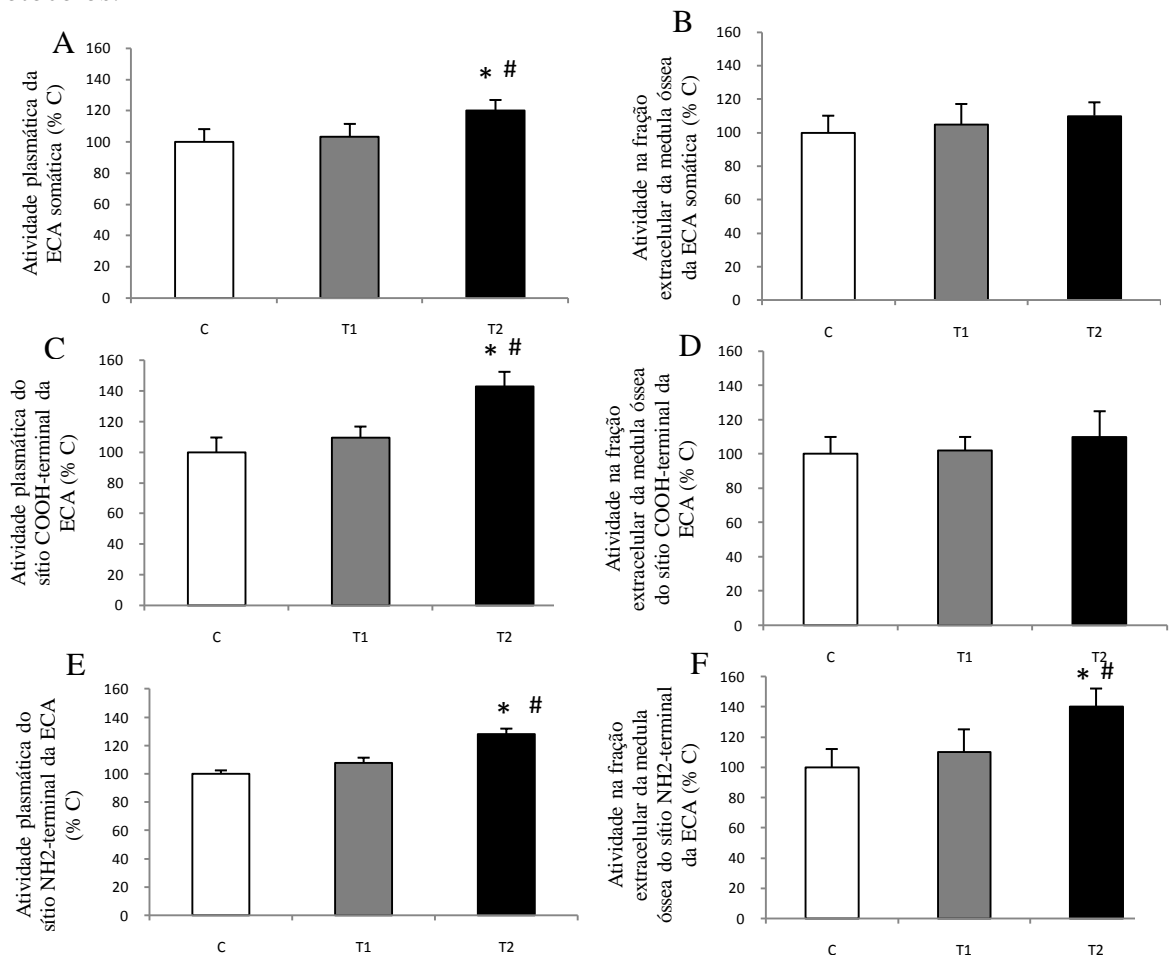 A
Atividade plasmática da
ECA somática (% C)
160
140
120
100
80
60
40
20
0
* #
C
T1
T2
B
Atividade na fração
extracelular da medula óssea
da ECA somática (% C)
160
140
120
100
80
60
40
20
0
C
T1
T2
C
Atividade plasmática do
sítio COOH-terminal da
ECA (% C)
160
140
120
100
80
60
40
20
0
* #
C
T1
T2
D
Atividade na fração
extracelular da medula óssea
do sítio COOH-terminal da
ECA (% C)
160
140
120
100
80
60
40
20
0
C
T1
T2
E
Atividade plasmática do
sítio NH2-terminal da ECA
(% C)
160
140
120
100
80
60
40
20
0
* #
C
T1
T2
F
Atividade na fração
extracelular da medula
óssea do sítio NH2-terminal
da ECA (% C)
160
140
120
100
80
60
40
20
0
* #
C
T1
T2